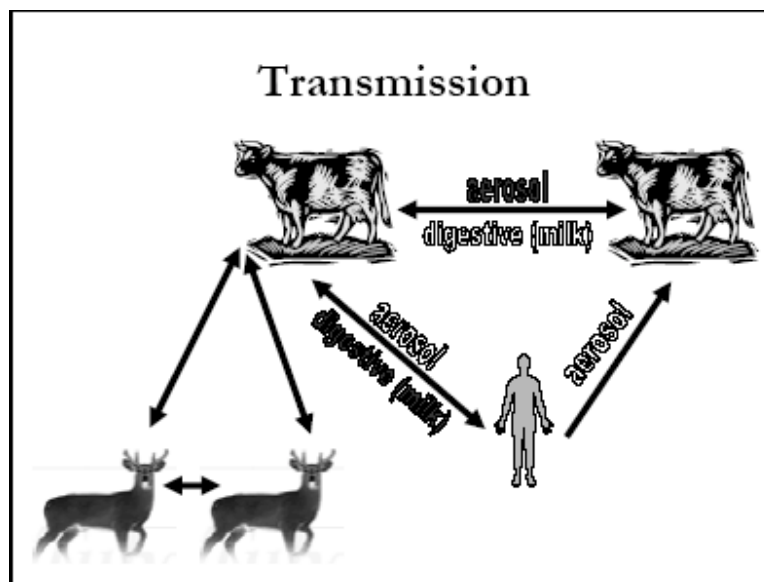 Transmission
aerosol
digestive (milk)
aerosol
digestive (milk)
aerosol